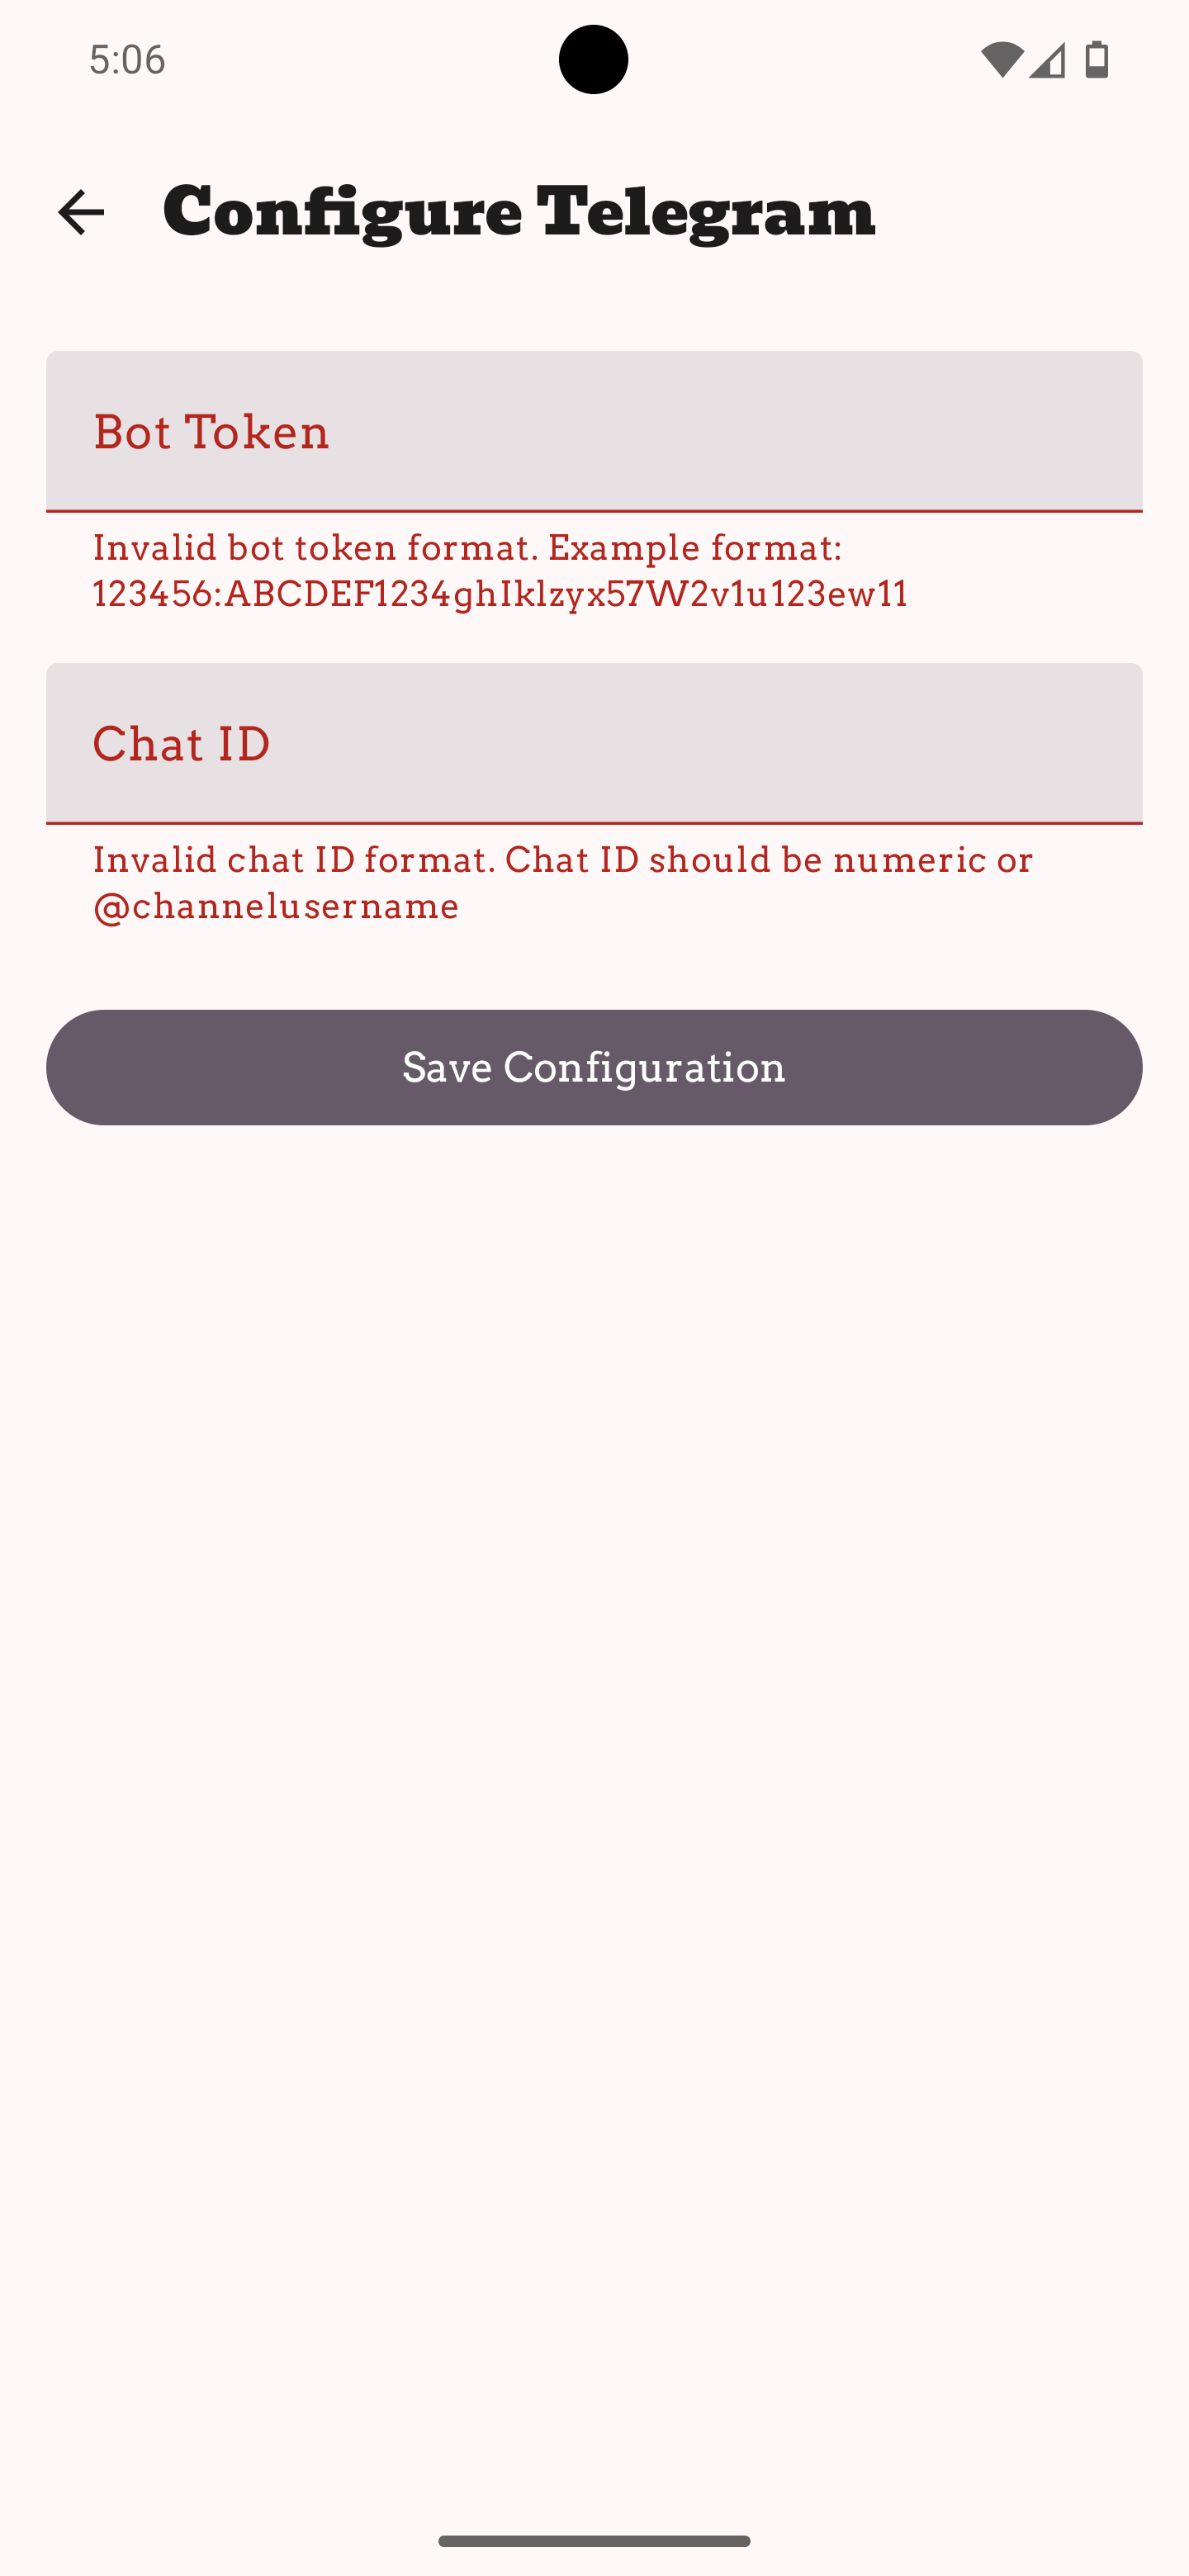 5:06
Configure Telegram
Bot Token
Invalid bot token format. Example format:
123456:ABCDEF1234ghIklzyx57W2v1u123ew11
Chat ID
Invalid chat ID format. Chat ID should be numeric or
@channelusername
Save Configuration